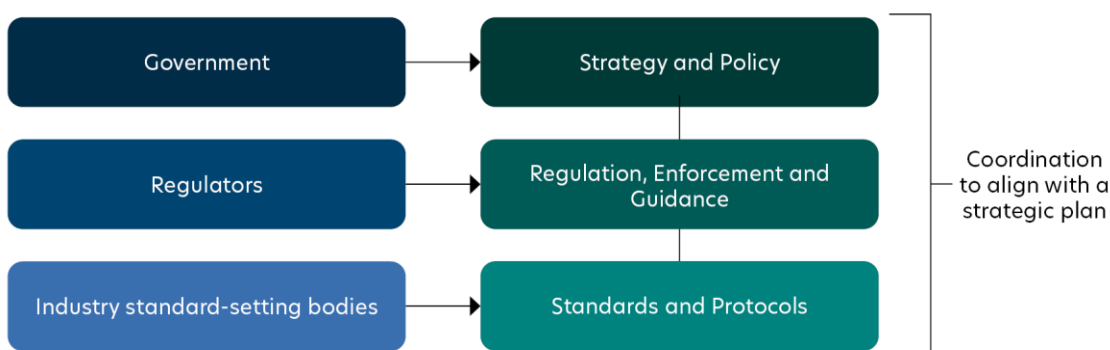 Government
Strategy and Policy
Regulators
Regulation, Enforcement and
Guidance
Industry standard-setting bodies
Standards and Protocols
Coordination
to align with a
strategic plan